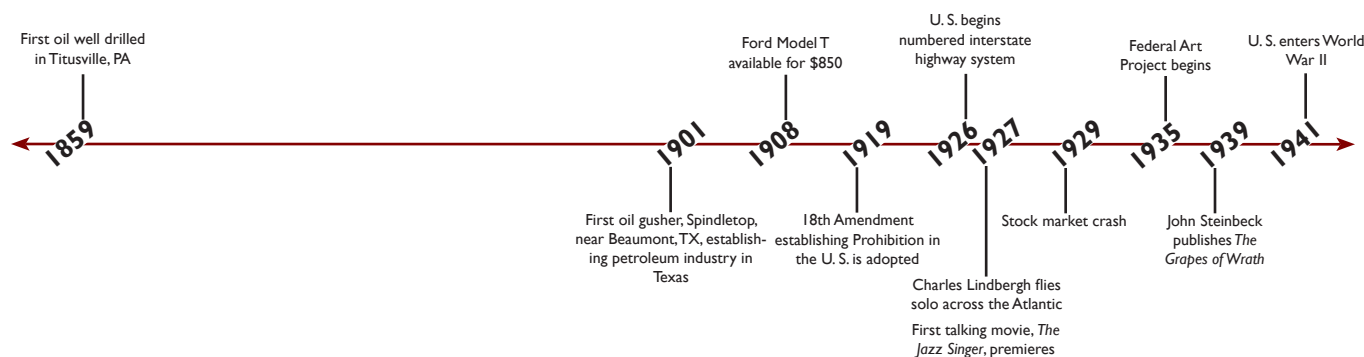 First oil well drilled
in Titusville, PA
1859
First oil gusher, Spindletop,
near Beaumont, TX, establish-
ing petroleum industry in
Texas
1901
Ford Model T
available for $850
1908
18th Amendment
establishing Prohibition in
the U. S. is adopted
1919
U. S. begins
numbered interstate
highway system
1926
1927
Charles Lindbergh flies
solo across the Atlantic
First talking movie, The
Jazz Singer, premieres
1929
Stock market crash
Federal Art
Project begins
1935
1939
John Steinbeck
publishes The
Grapes of Wrath
U. S. enters World
War II
1941